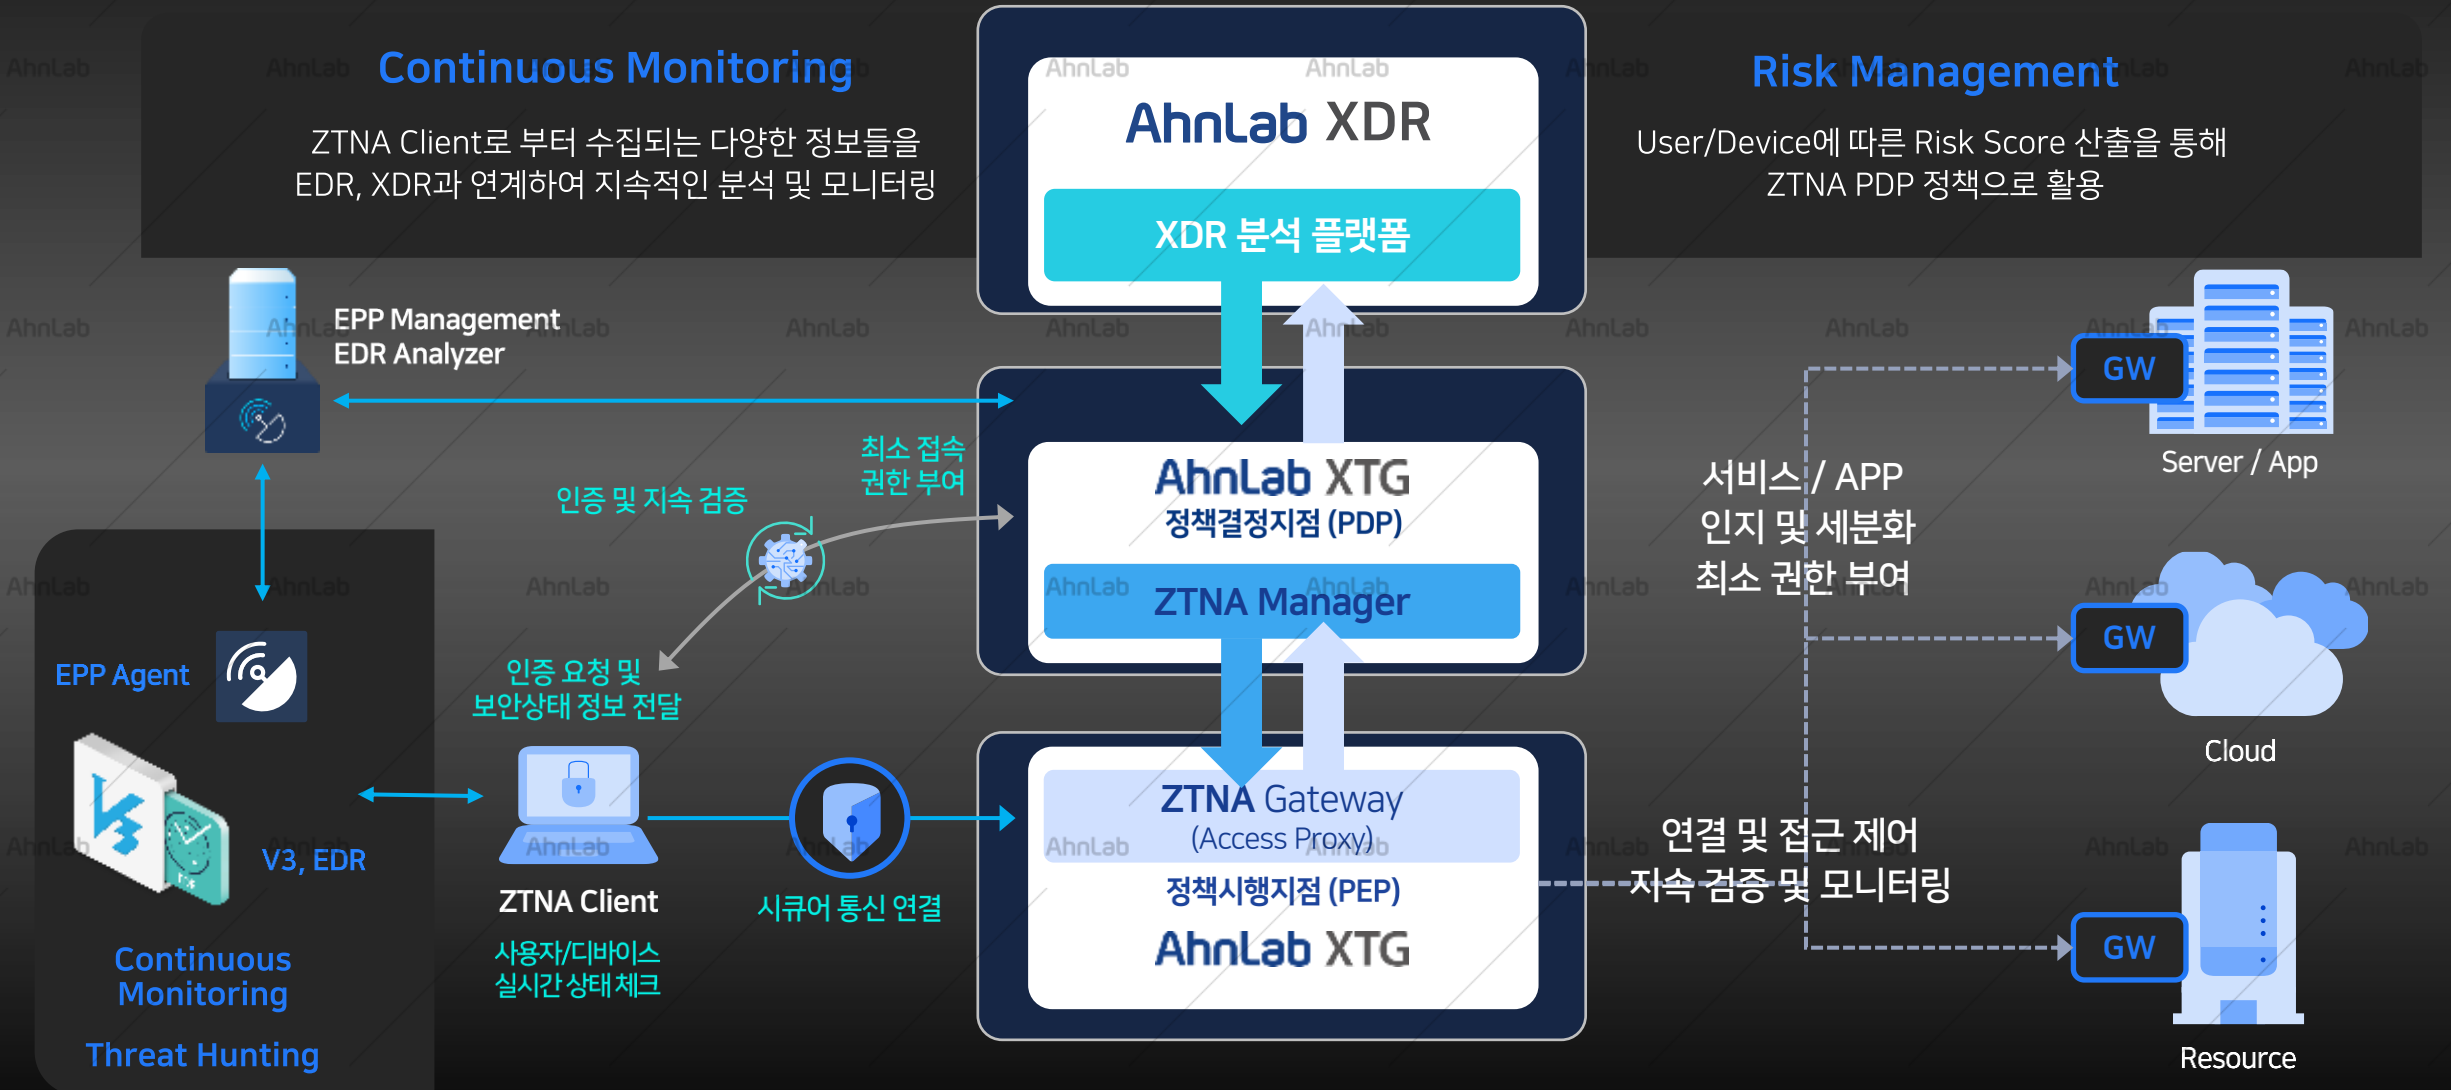 Continuous Monitoring
ZTNA Client로 부터 수집되는 다양한 정보들을
EDR, XDR과 연계하여 지속적인 분석 및 모니터링
AhnLab XDR
XDR 분석 플랫폼
Risk Management
User/Device에 따른 Risk Score 산출을 통해
ZTNA PDP 정책으로 활용
EPP Management
EDR Analyzer
최소 접속
권한 부여
인증 및 지속 검증
AhnLab XTG
정책결정지점 (PDP)
ZTNA Manager
서비스 / APP
인지 및 세분화
최소 권한 부여
GW
Server / App
GW
Cloud
EPP Agent
인증 요청 및
보안상태 정보 전달
V3, EDR
ZTNA Client
사용자/디바이스
실시간 상태 체크
시큐어 통신 연결
ZTNA Gateway
(Access Proxy)
정책시행지점 (PEP)
AhnLab XTG
연결 및 접근 제어
지속 검증 및 모니터링
GW
Resource
Continuous
Monitoring
Threat Hunting
AhnLab